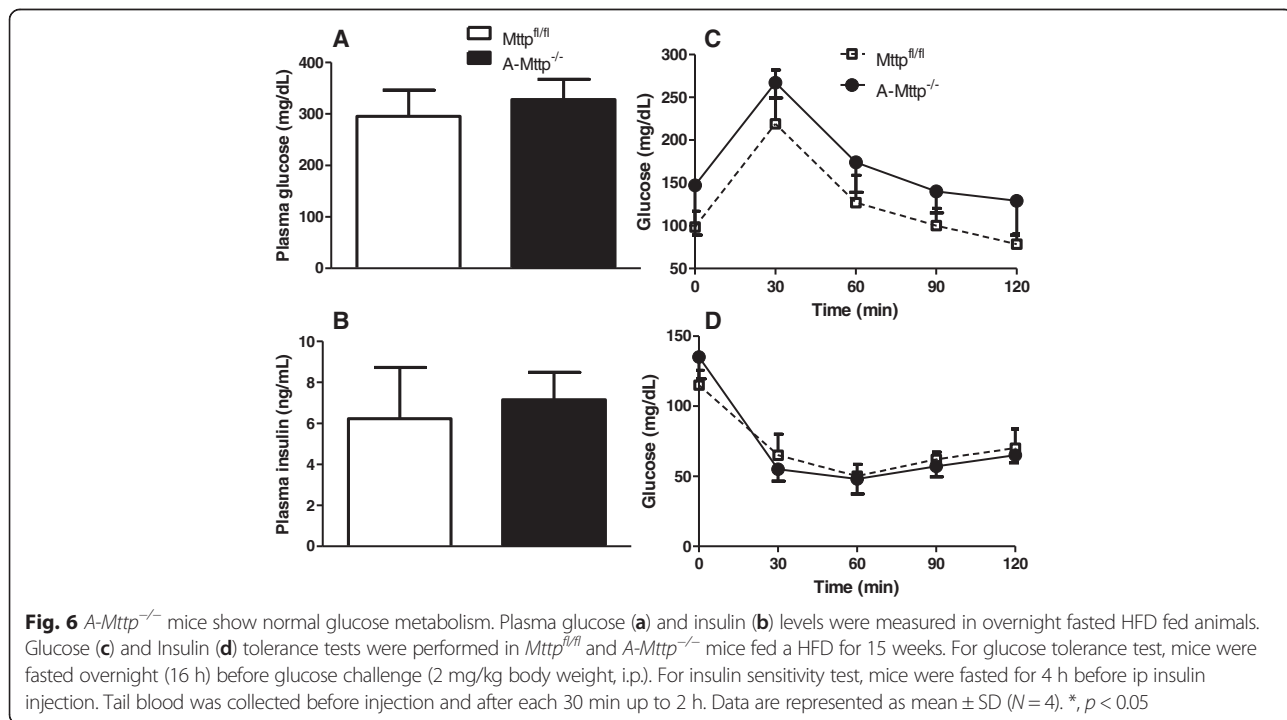 A
Mttp^fl/fl
A-Mttp^-/-
Plasma glucose (mg/dL)
400
300
200
100
0
C
Mttp^fl/fl
A-Mttp^-/-
Glucose (mg/dL)
300
250
200
150
100
50
0 30 60 90 120
Time (min)
B
Plasma insulin (ng/mL)
10
8
6
4
2
0
D
Glucose (mg/dL)
150
100
50
0
0 30 60 90 120
Time (min)
Fig. 6 A-Mttp^−/− mice show normal glucose metabolism. Plasma glucose (a) and insulin (b) levels were measured in overnight fasted HFD fed animals.
Glucose (c) and Insulin (d) tolerance tests were performed in Mttp^fl/fl and A-Mttp^−/− mice fed a HFD for 15 weeks. For glucose tolerance test, mice were
fasted overnight (16 h) before glucose challenge (2 mg/kg body weight, i.p.). For insulin sensitivity test, mice were fasted for 4 h before ip insulin
injection. Tail blood was collected before injection and after each 30 min up to 2 h. Data are represented as mean ± SD (N = 4). *, p < 0.05